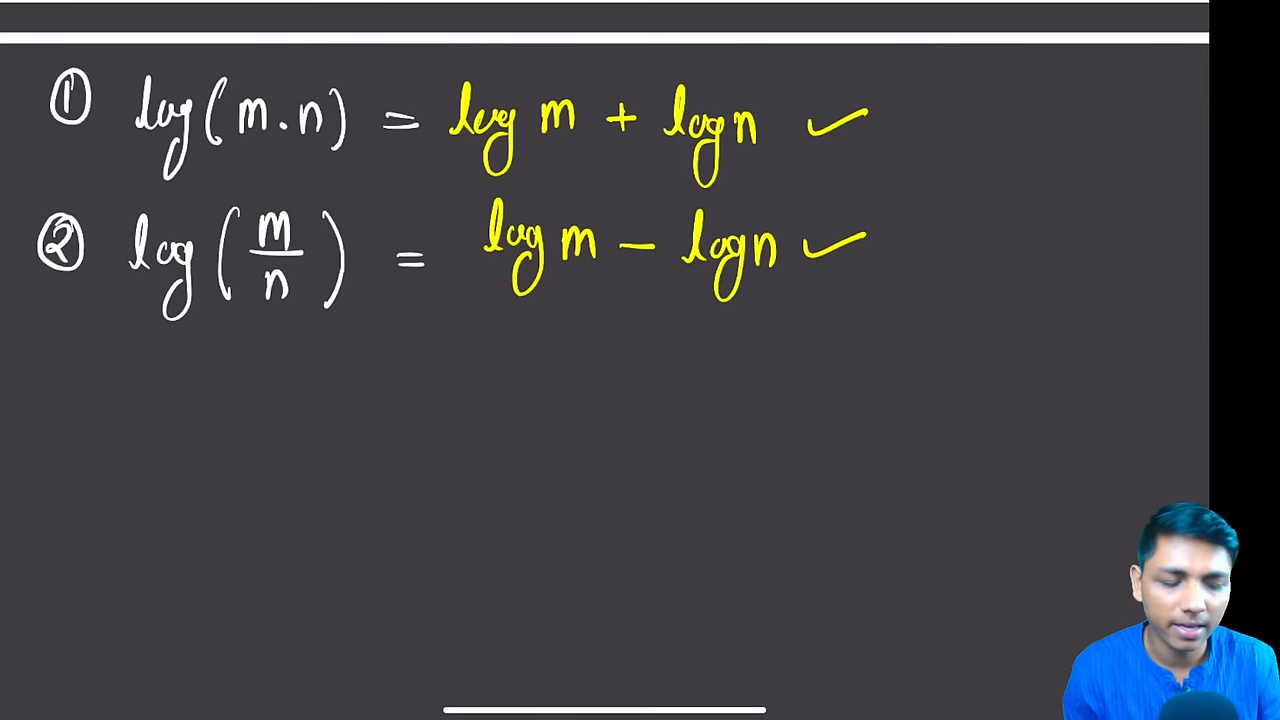 ① log(m.n) = log m + log n ✓
② log(m/n) = log m - log n ✓